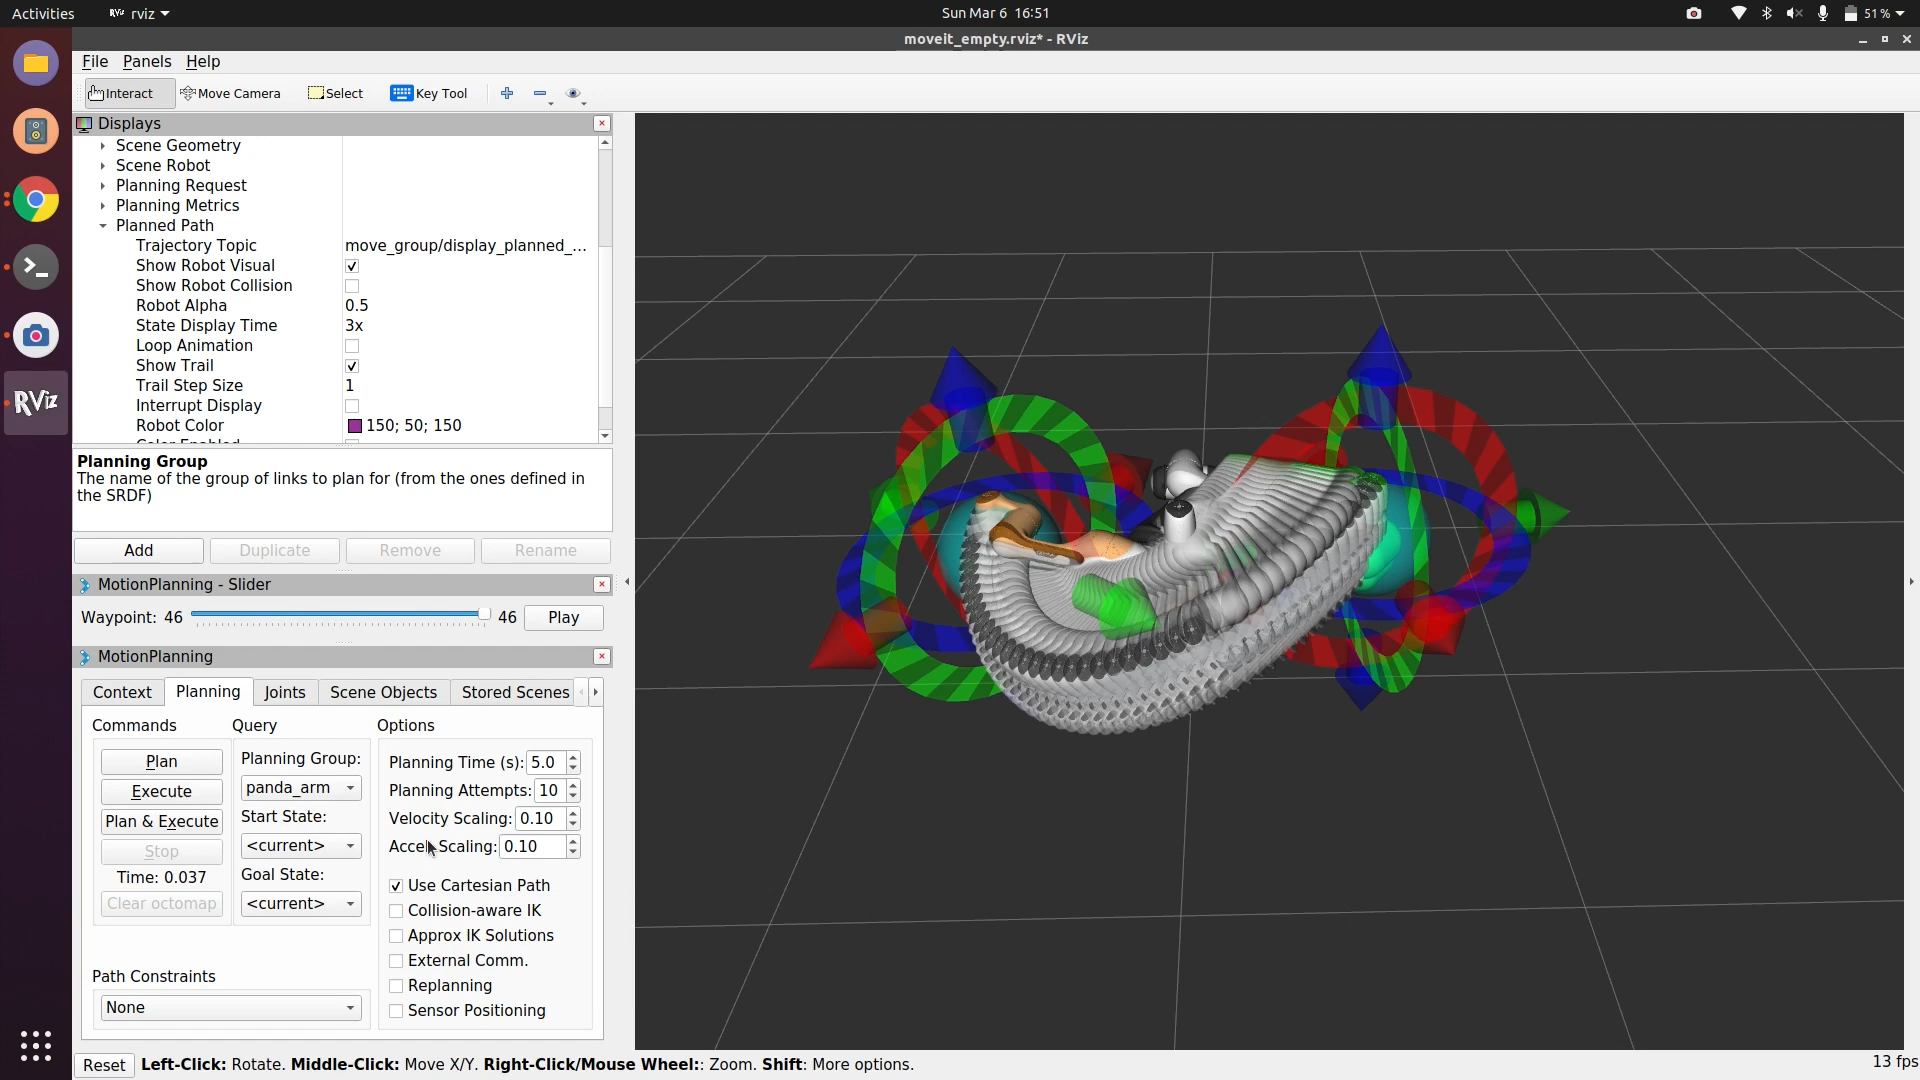 Activities
RViz rviz
Sun Mar 6 16:51
51 %
moveit_empty.rviz* - RViz
File Panels Help
Interact Move Camera Select Key Tool
Displays
Scene Geometry
Scene Robot
Planning Request
Planning Metrics
Planned Path
Trajectory Topic move_group/display_planned_...
Show Robot Visual
Show Robot Collision
Robot Alpha 0.5
State Display Time 3x
Loop Animation
Show Trail
Trail Step Size 1
Interrupt Display
Robot Color 150; 50; 150
Planning Group
The name of the group of links to plan for (from the ones defined in
the SRDF)
Add Duplicate Remove Rename
MotionPlanning - Slider
Waypoint: 46 46 Play
MotionPlanning
Context Planning Joints Scene Objects Stored Scenes
Commands Query Options
Plan
Execute
Plan & Execute
Stop
Time: 0.037
Clear octomap
Planning Group:
panda_arm
Start State:
<current>
Goal State:
<current>
Planning Time (s): 5.0
Planning Attempts: 10
Velocity Scaling: 0.10
Accel. Scaling: 0.10
Use Cartesian Path
Collision-aware IK
Approx IK Solutions
External Comm.
Replanning
Sensor Positioning
Path Constraints
None
RViz
Reset Left-Click: Rotate. Middle-Click: Move X/Y. Right-Click/Mouse Wheel:: Zoom. Shift: More options.
13 fps